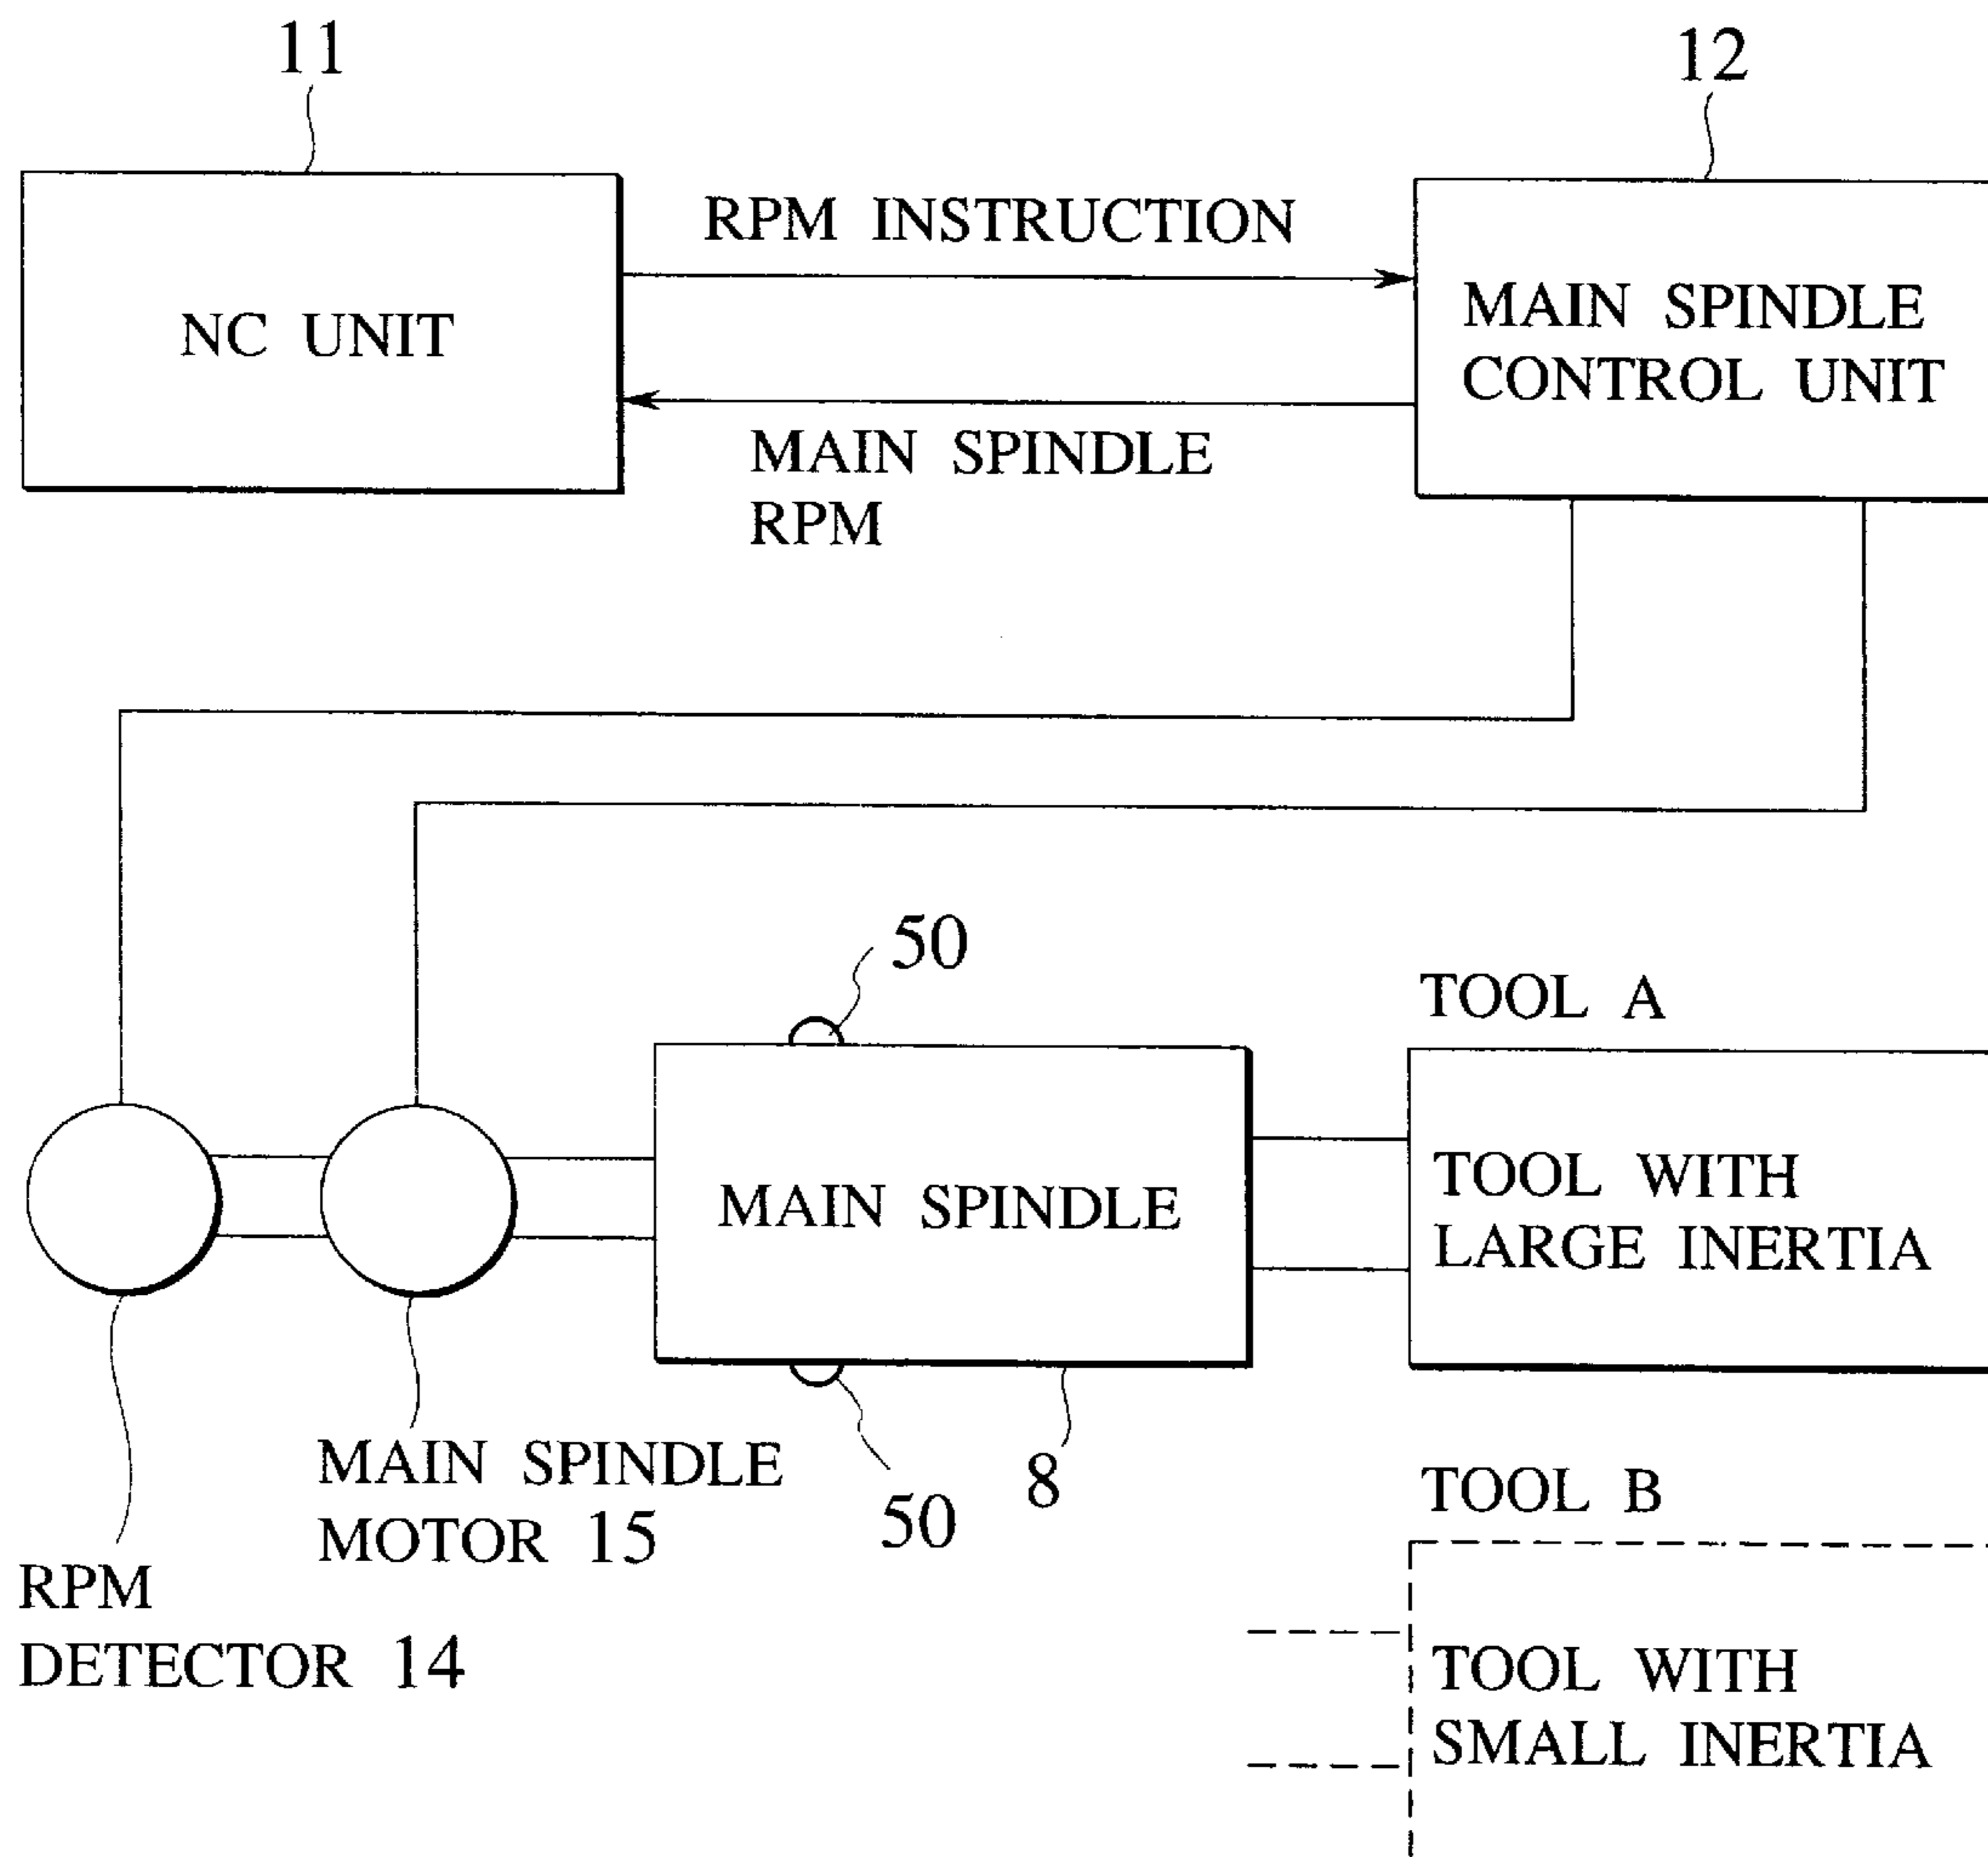 11
12
RPM INSTRUCTION
NC UNIT
MAIN SPINDLE
CONTROL UNIT
MAIN SPINDLE
RPM
50
TOOL A
MAIN SPINDLE
TOOL WITH
LARGE INERTIA
MAIN SPINDLE
MOTOR 15
50
8
TOOL B
RPM
DETECTOR 14
TOOL WITH
SMALL INERTIA